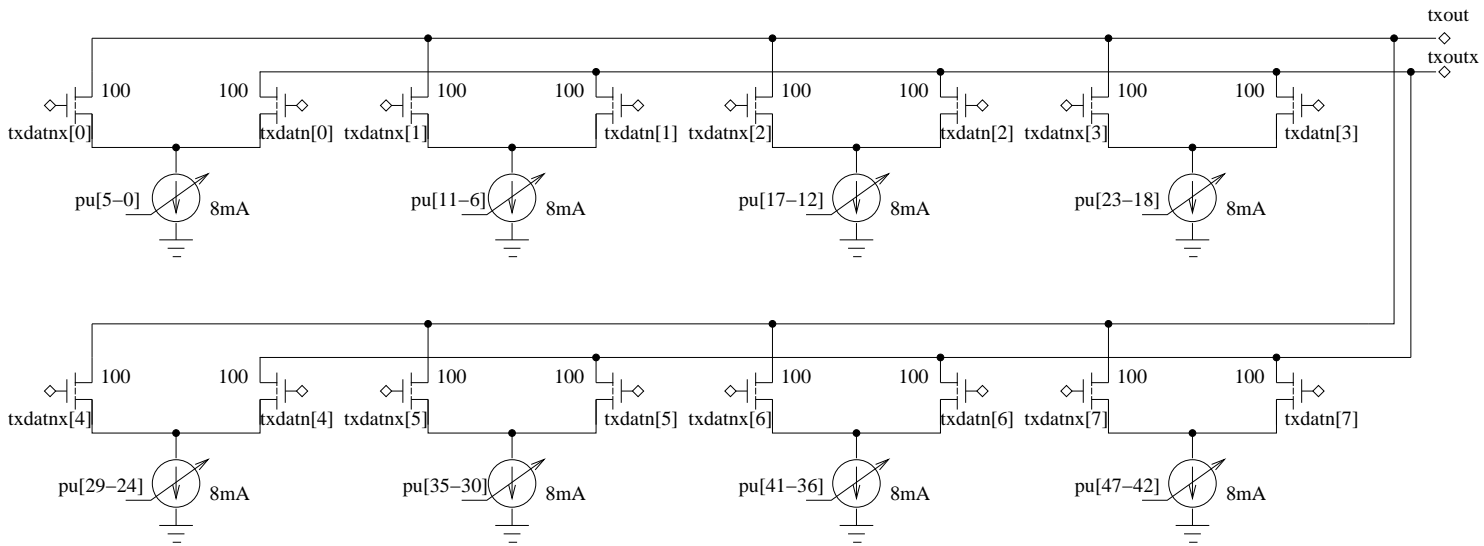 txout
txoutx
100 100 100 100 100 100 100 100
txdatnx[0] txdatn[0] txdatnx[1] txdatn[1] txdatnx[2] txdatn[2] txdatnx[3] txdatn[3]
pu[5–0] 8mA pu[11–6] 8mA pu[17–12] 8mA pu[23–18] 8mA
100 100 100 100 100 100 100 100
txdatnx[4] txdatn[4] txdatnx[5] txdatn[5] txdatnx[6] txdatn[6] txdatnx[7] txdatn[7]
pu[29–24] 8mA pu[35–30] 8mA pu[41–36] 8mA pu[47–42] 8mA